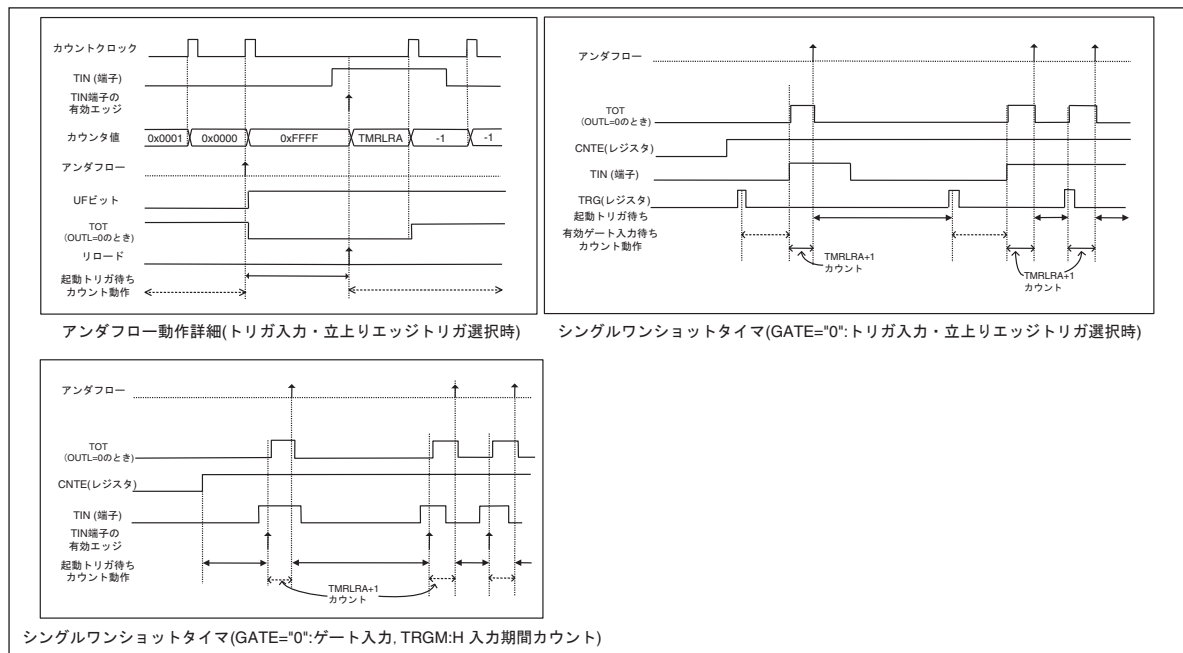 カウントクロック
TIN (端子)
TIN端子の
有効エッジ
カウンタ値
0x0001
0x0000
0xFFFF
TMRLRA
-1
-1
アンダフロー
UFビット
TOT
(OUTL=0のとき)
リロード
起動トリガ待ち
カウント動作
アンダフロー動作詳細(トリガ入力・立上りエッジトリガ選択時)
アンダフロー
TOT
(OUTL=0のとき)
CNTE(レジスタ)
TIN (端子)
TRG(レジスタ)
起動トリガ待ち
有効ゲート入力待ち
カウント動作
TMRLRA+1
カウント
TMRLRA+1
カウント
シングルワンショットタイマ(GATE="0":トリガ入力・立上りエッジトリガ選択時)
アンダフロー
TOT
(OUTL=0のとき)
CNTE(レジスタ)
TIN (端子)
TIN端子の
有効エッジ
起動トリガ待ち
カウント動作
TMRLRA+1
カウント
シングルワンショットタイマ(GATE="0":ゲート入力, TRGM:H 入力期間カウント)